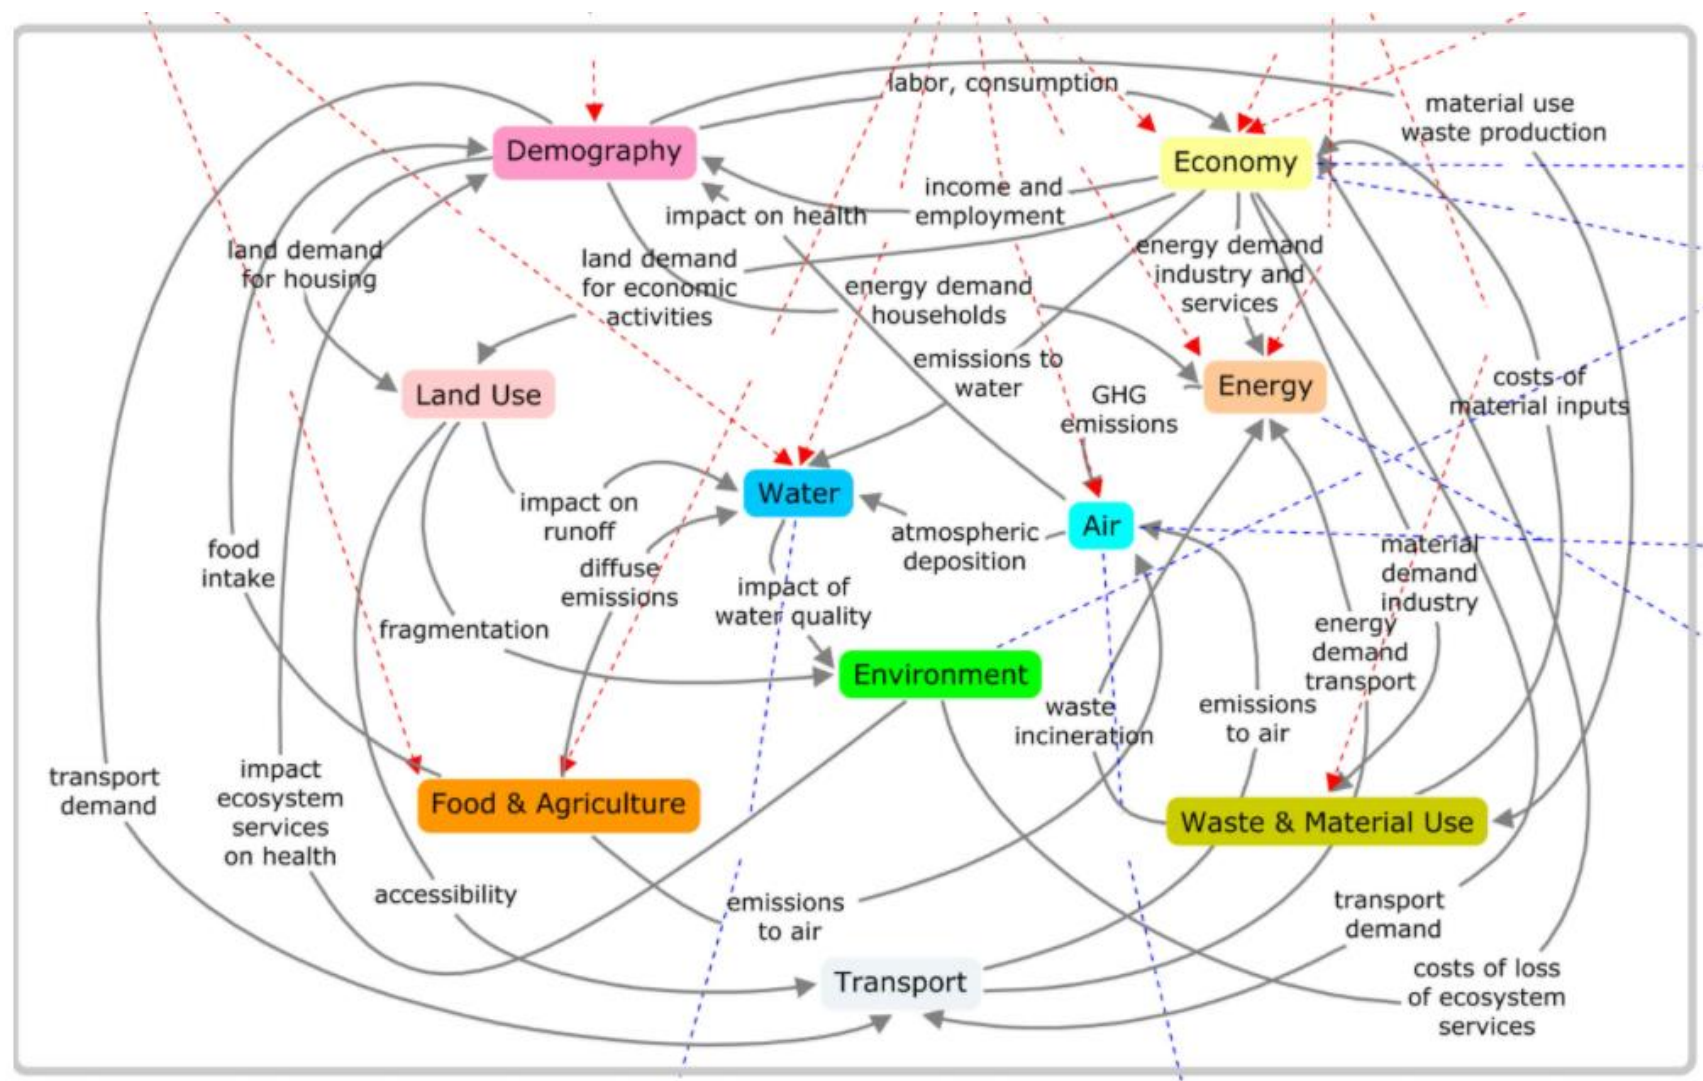 labor, consumption
material use
waste production
Demography
Economy
income and
employment
impact on health
land demand
for housing
land demand
for economic
activities
energy demand
industry and
services
energy demand
households
emissions to
water
Land Use
GHG
emissions
Energy
costs of
material inputs
Water
impact on
runoff
atmospheric
deposition
Air
food
intake
diffuse
emissions
impact of
water quality
material
demand
industry
fragmentation
energy
demand
transport
Environment
waste
incineration
emissions
to air
transport
demand
impact
ecosystem
services
on health
Food & Agriculture
Waste & Material Use
accessibility
emissions
to air
transport
demand
Transport
costs of loss
of ecosystem
services